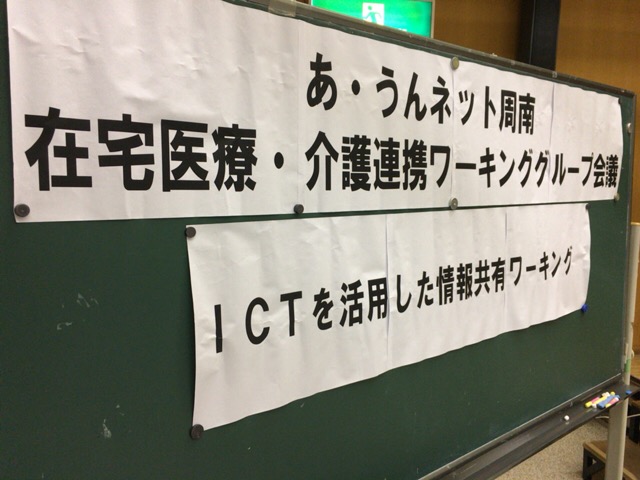 あ・うんネット周南
在宅医療・介護連携ワーキンググループ会議
ICTを活用した情報共有ワーキング